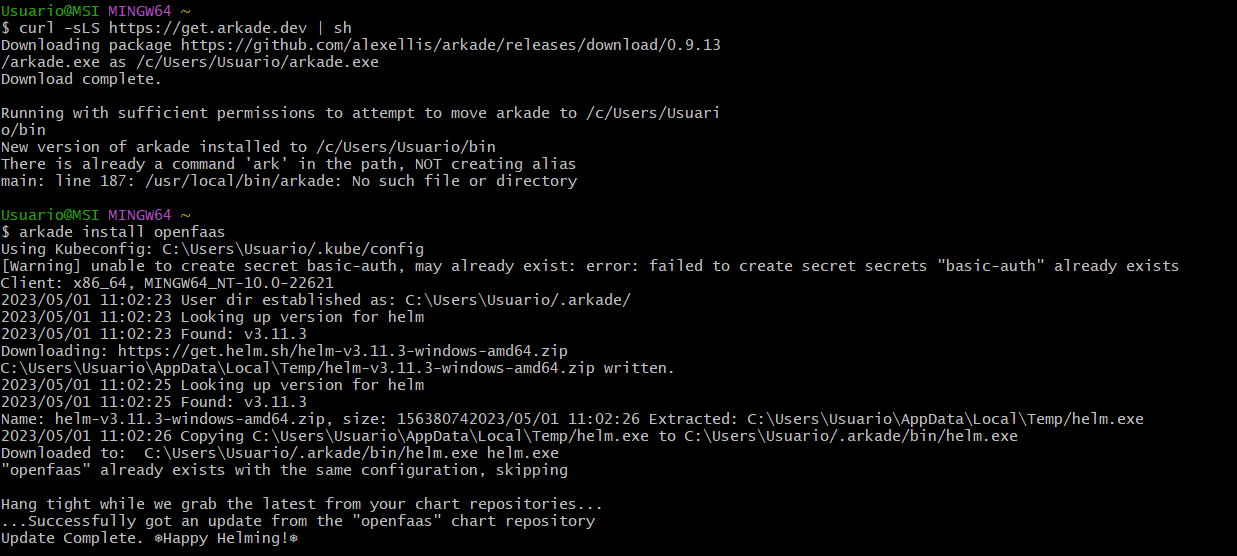 Usuario@MSI MINGW64 ~
$ curl -sLS https://get.arkade.dev | sh
Downloading package https://github.com/alexellis/arkade/releases/download/0.9.13
/arkade.exe as /c/Users/Usuario/arkade.exe
Download complete.
Running with sufficient permissions to attempt to move arkade to /c/Users/Usuari
o/bin
New version of arkade installed to /c/Users/Usuario/bin
There is already a command 'ark' in the path, NOT creating alias
main: line 187: /usr/local/bin/arkade: No such file or directory
Usuario@MSI MINGW64 ~
$ arkade install openfaas
Using Kubeconfig: C:\Users\Usuario/.kube/config
[Warning] unable to create secret basic-auth, may already exist: error: failed to create secret secrets "basic-auth" already exists
Client: x86_64, MINGW64_NT-10.0-22621
2023/05/01 11:02:23 User dir established as: C:\Users\Usuario/.arkade/
2023/05/01 11:02:23 Looking up version for helm
2023/05/01 11:02:23 Found: v3.11.3
Downloading: https://get.helm.sh/helm-v3.11.3-windows-amd64.zip
C:\Users\Usuario\AppData\Local\Temp/helm-v3.11.3-windows-amd64.zip written.
2023/05/01 11:02:25 Looking up version for helm
2023/05/01 11:02:25 Found: v3.11.3
Name: helm-v3.11.3-windows-amd64.zip, size: 156380742023/05/01 11:02:26 Extracted: C:\Users\Usuario\AppData\Local\Temp/helm.exe
2023/05/01 11:02:26 Copying C:\Users\Usuario\AppData\Local\Temp/helm.exe to C:\Users\Usuario/.arkade/bin/helm.exe
Downloaded to:  C:\Users\Usuario/.arkade/bin/helm.exe helm.exe
"openfaas" already exists with the same configuration, skipping
Hang tight while we grab the latest from your chart repositories...
...Successfully got an update from the "openfaas" chart repository
Update Complete. ⎈Happy Helming!⎈